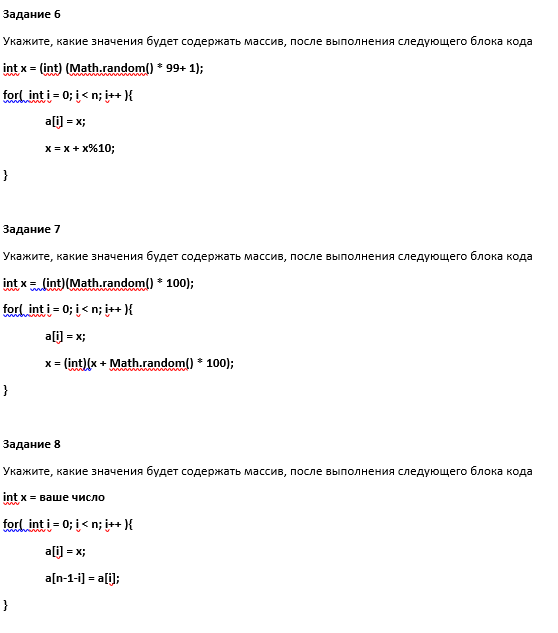 Задание 6
Укажите, какие значения будет содержать массив, после выполнения следующего блока кода
int x = (int) (Math.random() * 99+ 1);
for( int i = 0; i < n; i++ ){
a[i] = x;
x = x + x%10;
}
Задание 7
Укажите, какие значения будет содержать массив, после выполнения следующего блока кода
int x = (int)(Math.random() * 100);
for( int i = 0; i < n; i++ ){
a[i] = x;
x = (int)(x + Math.random() * 100);
}
Задание 8
Укажите, какие значения будет содержать массив, после выполнения следующего блока кода
int x = ваше число
for( int i = 0; i < n; i++ ){
a[i] = x;
a[n-1-i] = a[i];
}